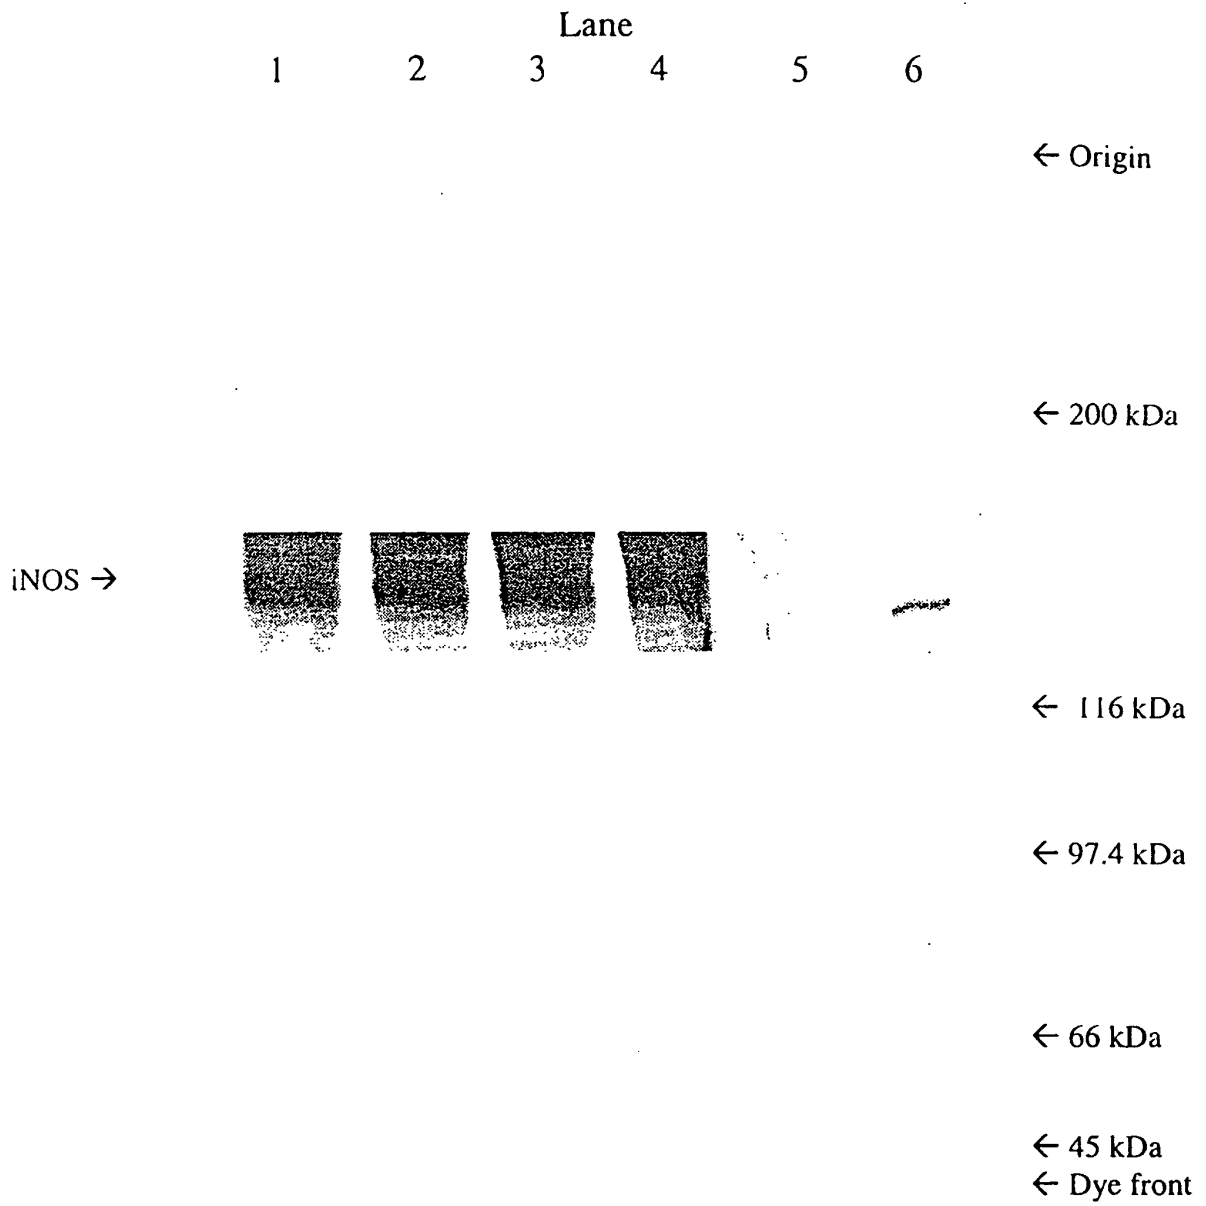 Lane
1 2 3 4 5 6
← Origin
← 200 kDa
iNOS →
← 116 kDa
← 97.4 kDa
← 66 kDa
← 45 kDa
← Dye front